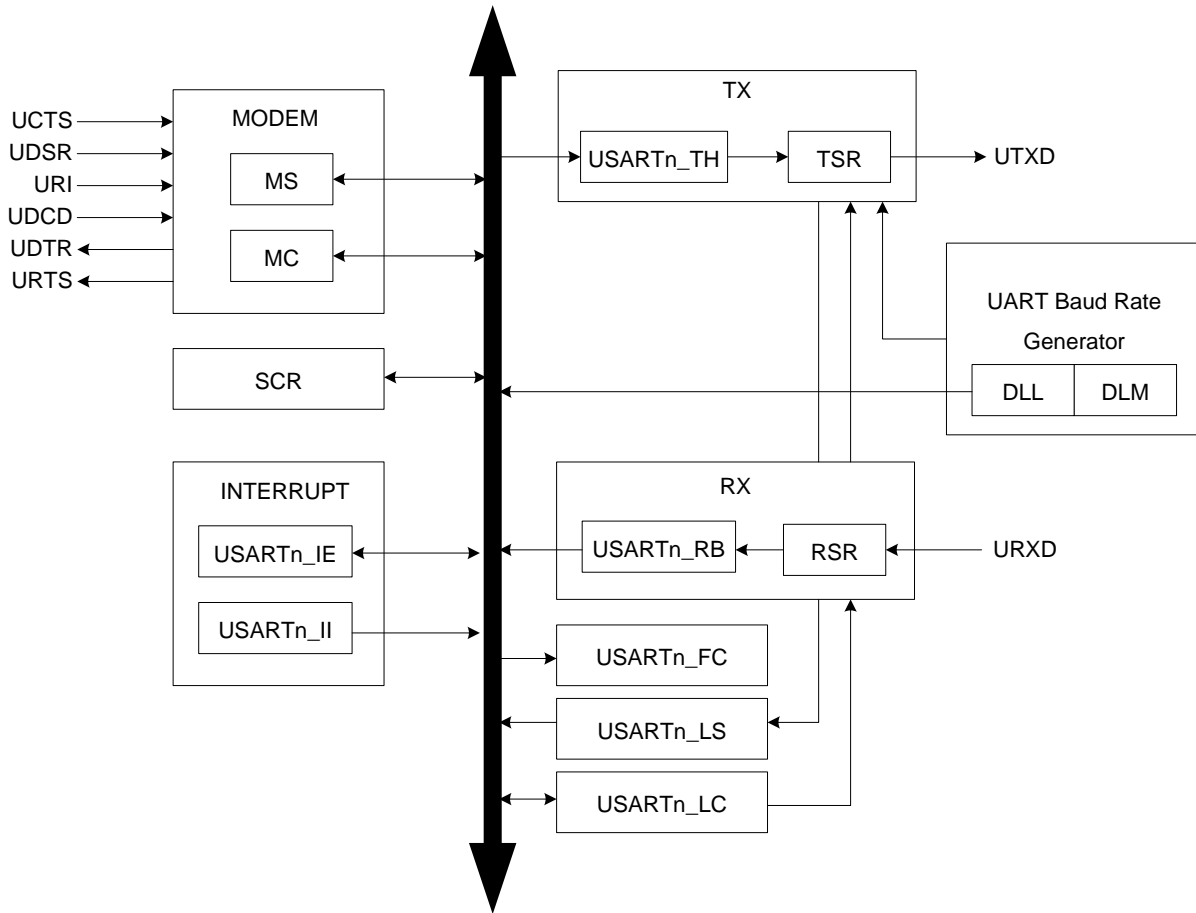 UCTS
UDSR
URI
UDCD
UDTR
URTS
MODEM
MS
MC
SCR
INTERRUPT
USARTn_IE
USARTn_II
TX
USARTn_TH
TSR
UTXD
UART Baud Rate
Generator
DLL
DLM
RX
USARTn_RB
RSR
URXD
USARTn_FC
USARTn_LS
USARTn_LC